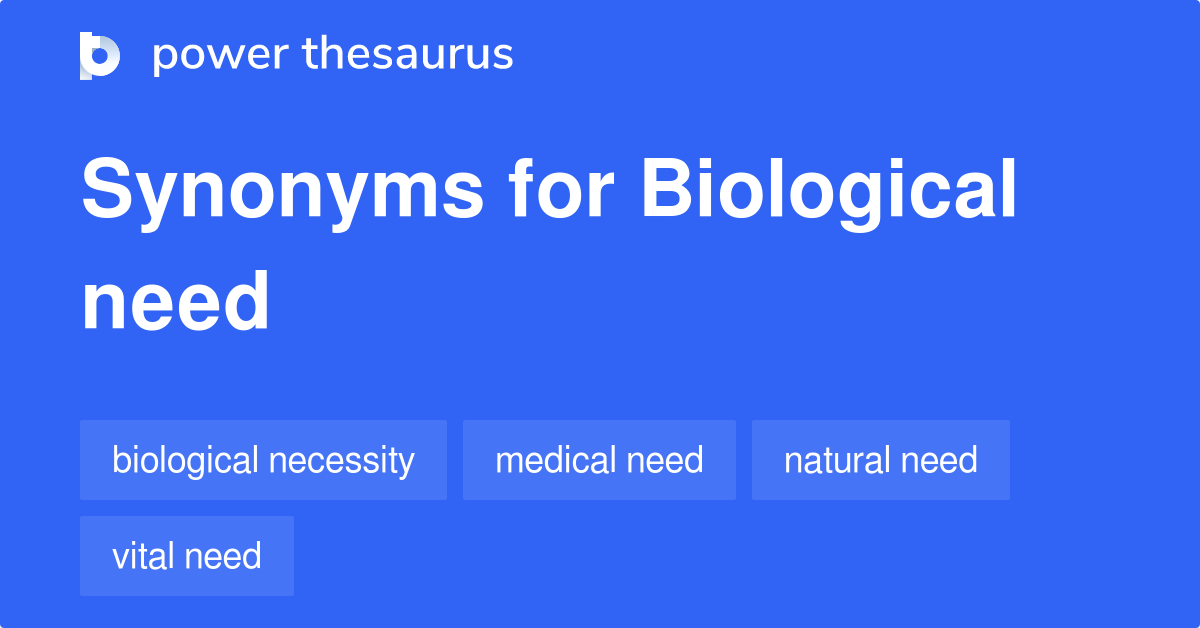 power thesaurus
Synonyms for Biological
need
biological necessity
medical need
natural need
vital need